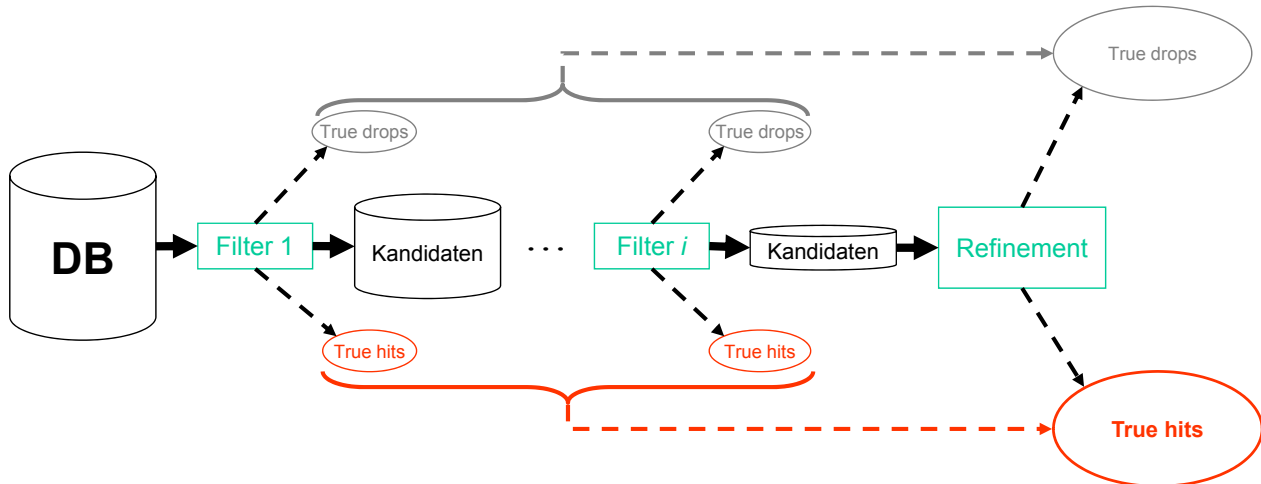 True drops
True drops
True drops
DB
Filter 1
Kandidaten
...
Filter i
Kandidaten
Refinement
True hits
True hits
True hits